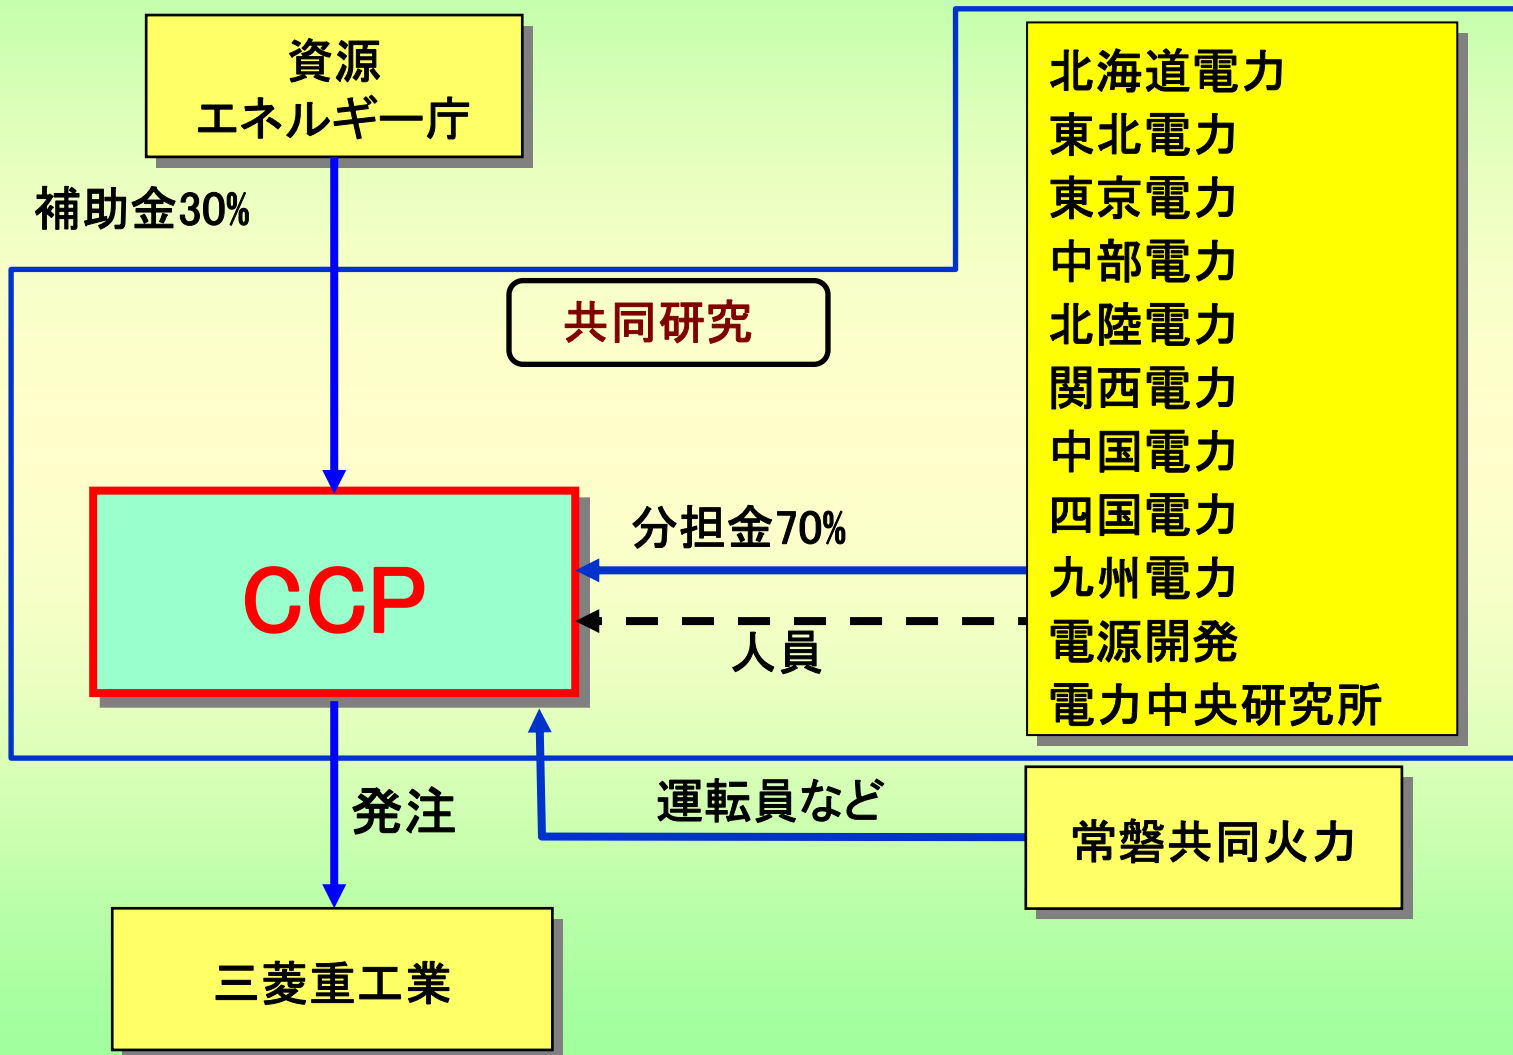 資源
エネルギー庁
補助金30%
共同研究
北海道電力
東北電力
東京電力
中部電力
北陸電力
関西電力
中国電力
四国電力
九州電力
電源開発
電力中央研究所
CCP
分担金70%
人員
発注
運転員など
常磐共同火力
三菱重工業